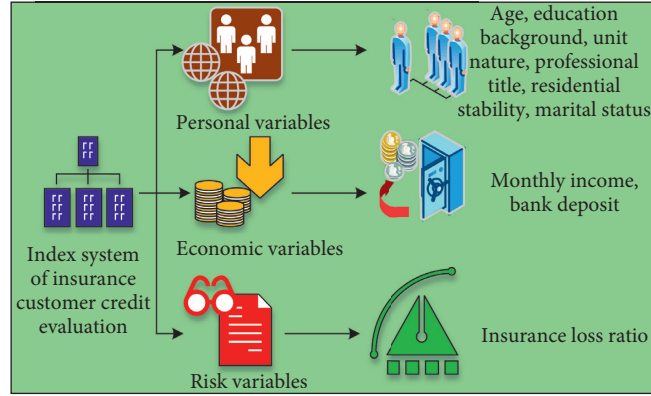 Age, education
background, unit
nature, professional
title, residential
stability, marital status
Personal variables
Monthly income,
bank deposit
Economic variables
Index system
of insurance
customer credit
evaluation
Insurance loss ratio
Risk variables